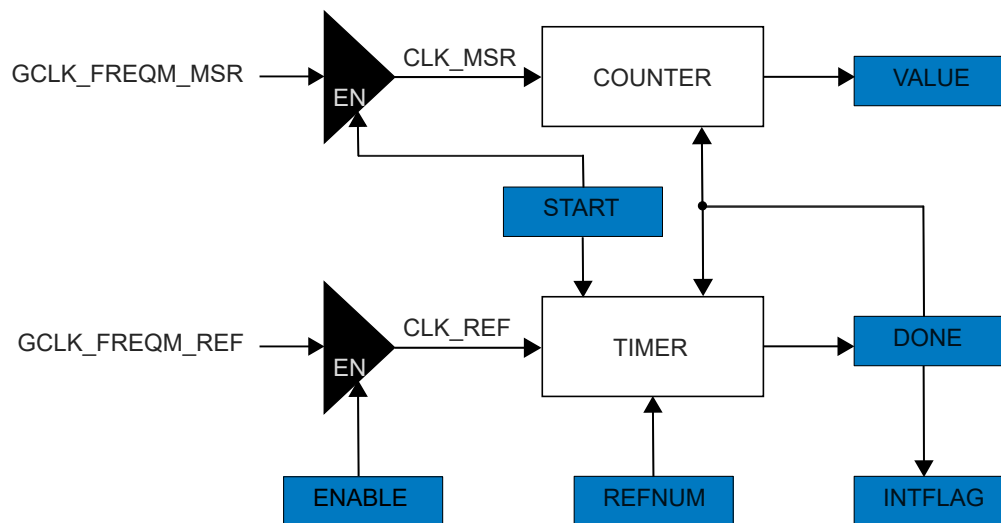 CLK_MSR
GCLK_FREQM_MSR
COUNTER
VALUE
EN
START
CLK_REF
GCLK_FREQM_REF
TIMER
DONE
EN
ENABLE
REFNUM
INTFLAG